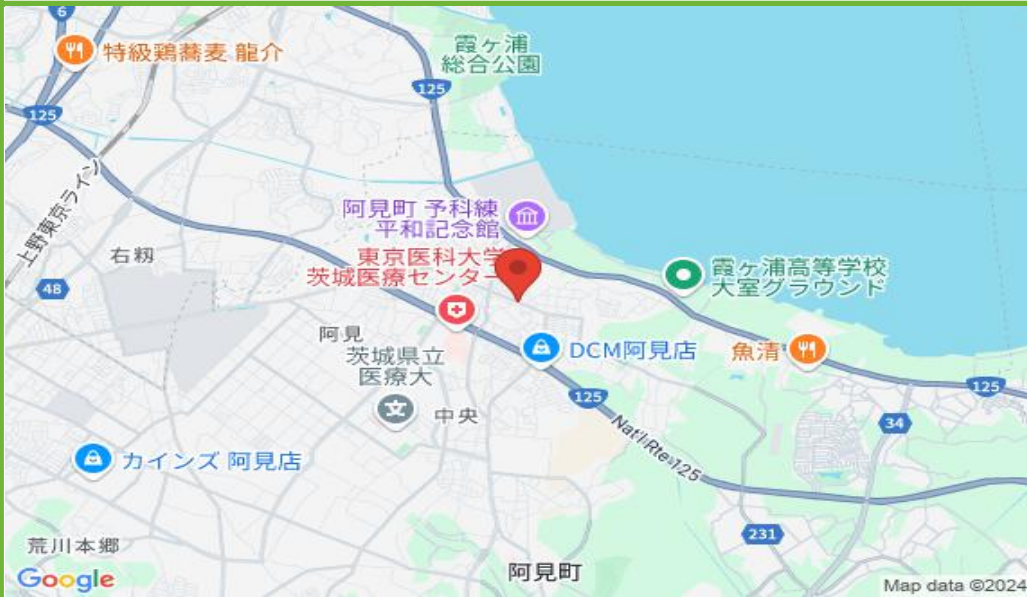 6
特級鶏蕎麦 龍介
霞ヶ浦
総合公園
125
125
上野東京ライン
阿見町 予科練
平和記念館
右籾
東京医科大学
茨城医療センター
霞ヶ浦高等学校
大室グラウンド
48
阿見
茨城県立
医療大
DCM阿見店
魚清
125
125
中央
34
Nat'l Rte 125
カインズ 阿見店
231
荒川本郷
阿見町
Google
Map data ©2024